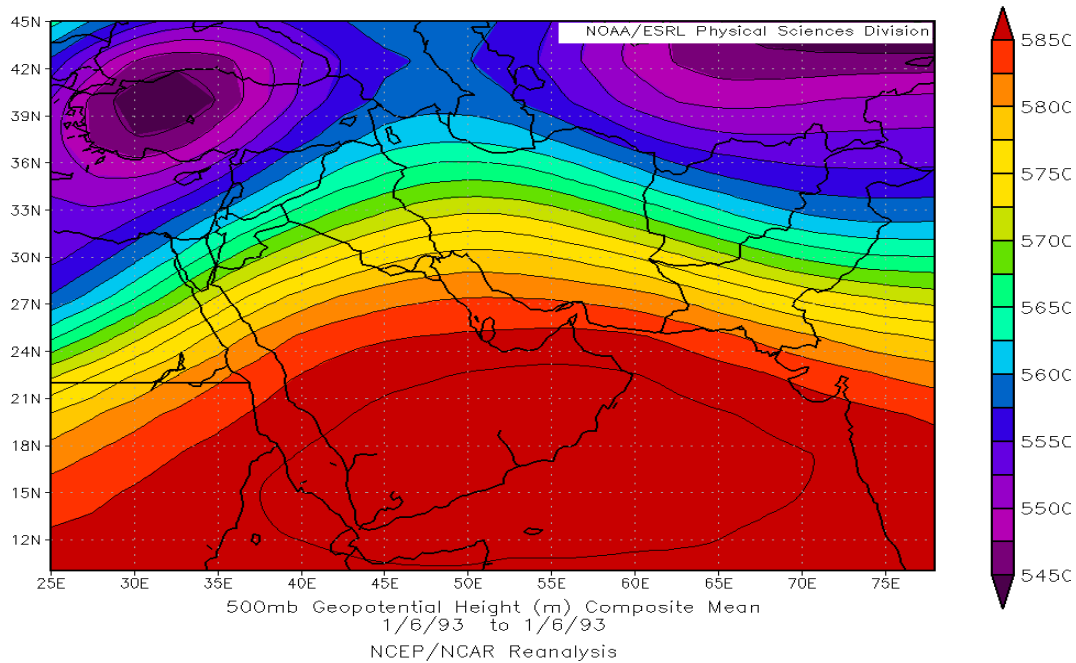 NOAA/ESRL Physical Sciences Division
45N
42N
39N
36N
33N
30N
27N
24N
21N
18N
15N
12N
25E 30E 35E 40E 45E 50E 55E 60E 65E 70E 75E
5850
5800
5750
5700
5650
5600
5550
5500
5450
500mb Geopotential Height (m) Composite Mean
1/6/93 to 1/6/93
NCEP/NCAR Reanalysis